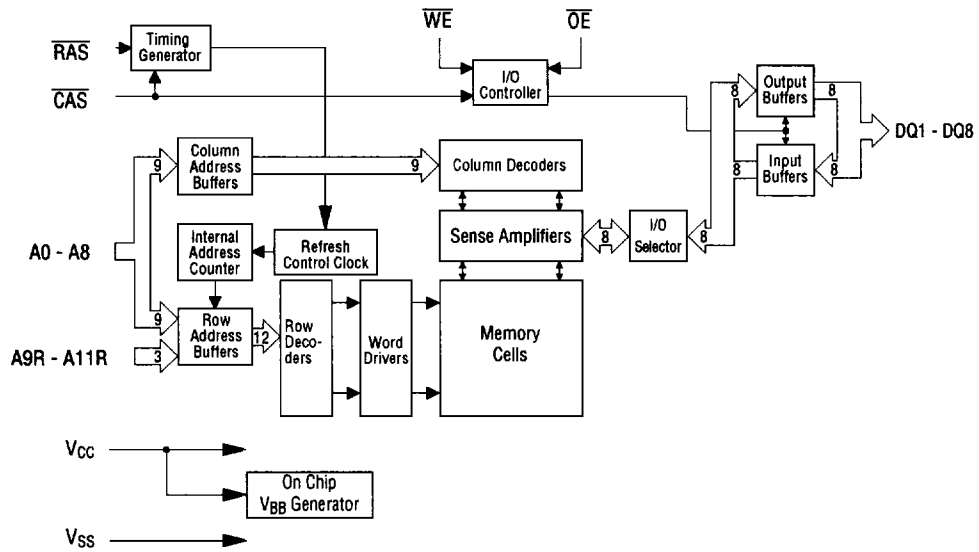 RAS
Timing
Generator
WE
OE
CAS
I/O
Controller
8
Output
Buffers
8
DQ1 - DQ8
9
Column
Address
Buffers
9
Column Decoders
8
Input
Buffers
8
A0 - A8
Internal
Address
Counter
Refresh
Control Clock
Sense Amplifiers
8
I/O
Selector
8
9
Row
Address
Buffers
12
Row
Deco-
ders
Word
Drivers
Memory
Cells
A9R - A11R
3
VCC
On Chip
VBB Generator
VSS